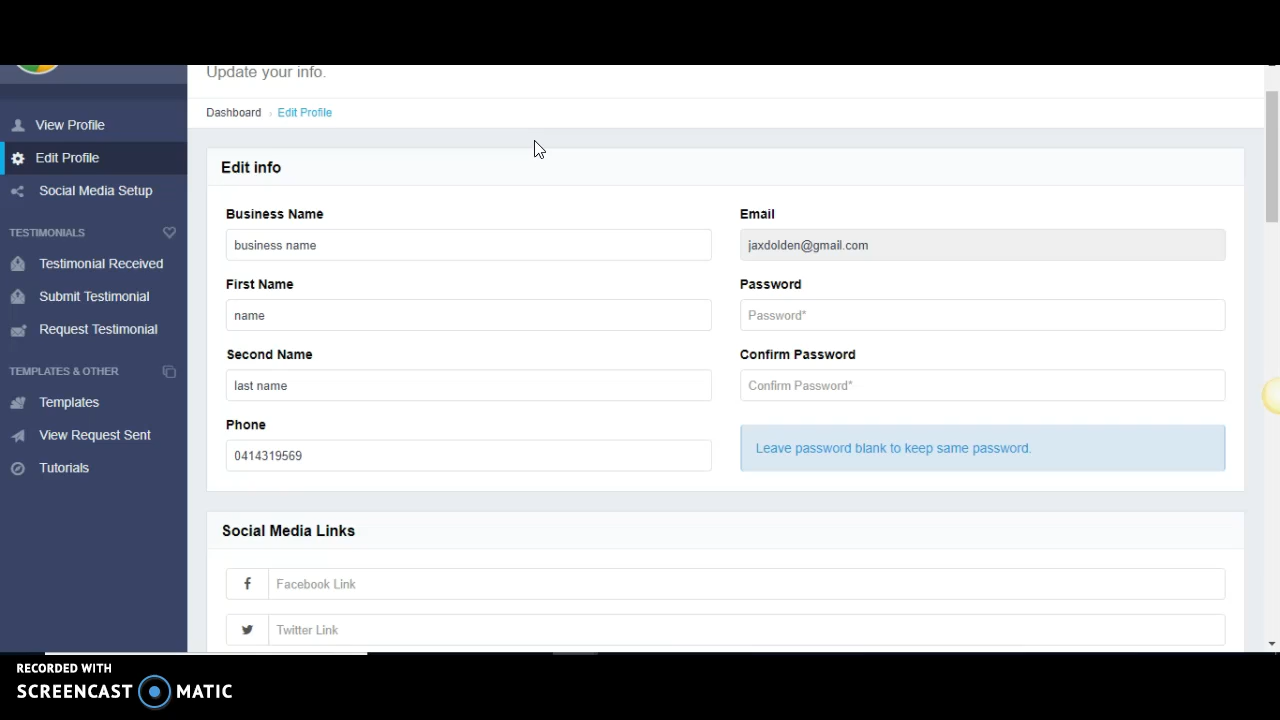 Update your info.
Dashboard › Edit Profile
View Profile
Edit Profile
Social Media Setup
TESTIMONIALS
Testimonial Received
Submit Testimonial
Request Testimonial
TEMPLATES & OTHER
Templates
View Request Sent
Tutorials
Edit info
Business Name
business name
First Name
name
Second Name
last name
Phone
0414319569
Email
jaxdolden@gmail.com
Password
Password*
Confirm Password
Confirm Password*
Leave password blank to keep same password.
Social Media Links
Facebook Link
Twitter Link
RECORDED WITH
SCREENCAST MATIC